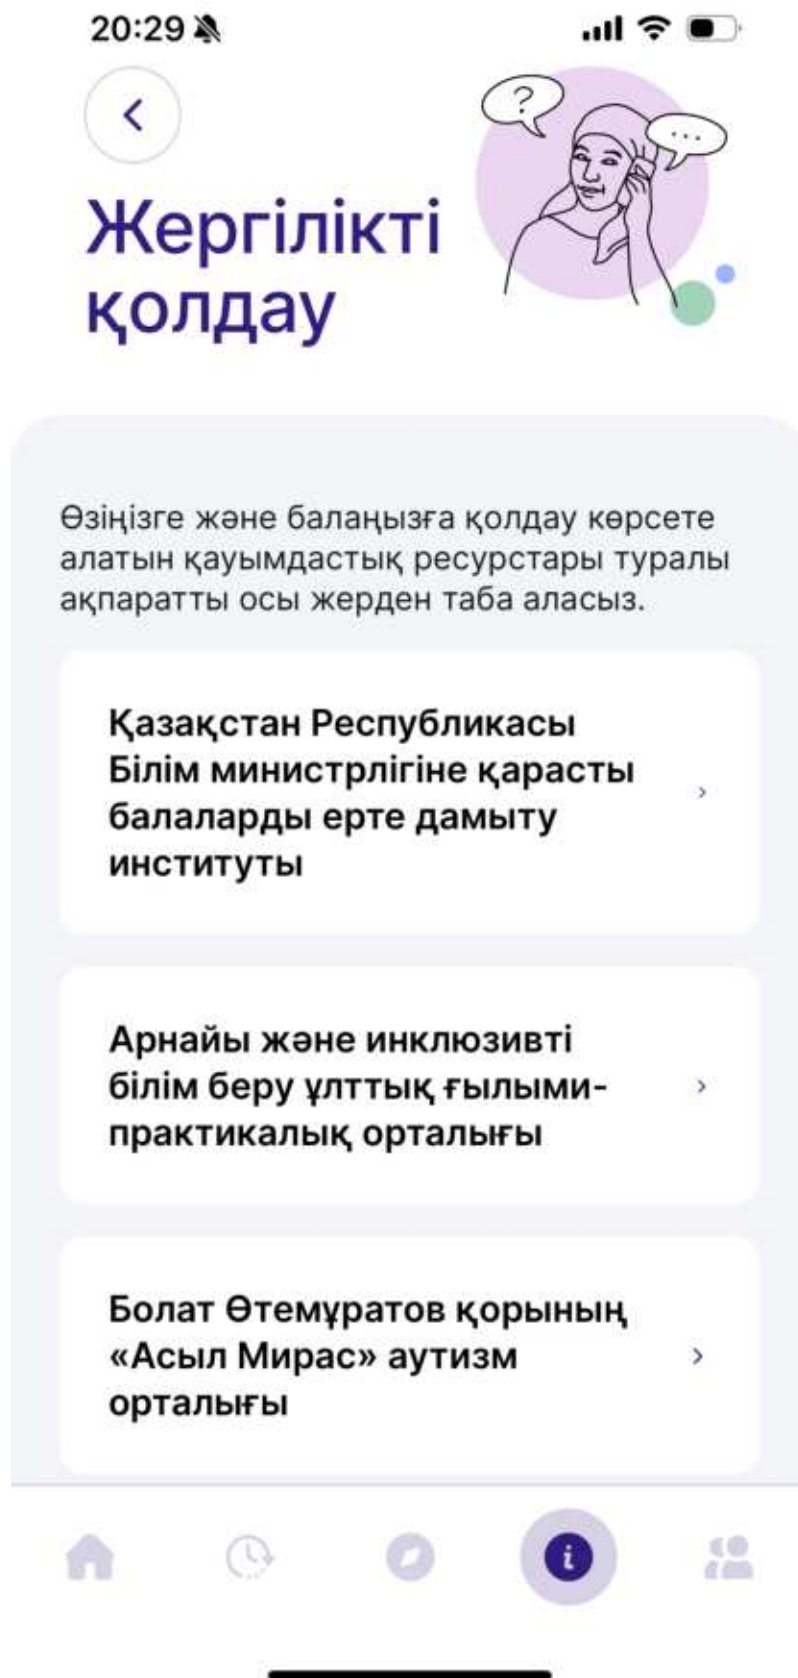 20:29
?
...
Жергілікті
қолдау
Өзіңізге және балаңызға қолдау көрсете
алатын қауымдастық ресурстары туралы
ақпаратты осы жерден таба аласыз.
Қазақстан Республикасы
Білім министрлігіне қарасты
балаларды ерте дамыту
институты
Арнайы және инклюзивті
білім беру ұлттық ғылыми-
практикалық орталығы
Болат Өтемұратов қорының
«Асыл Мирас» аутизм
орталығы
i